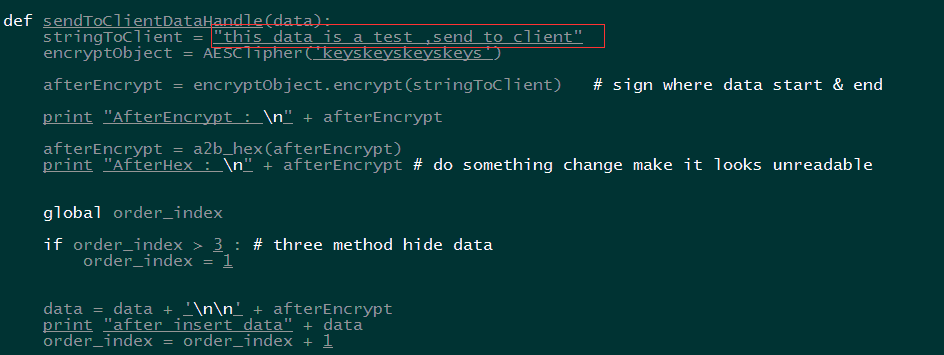 def sendToClientDataHandle(data):
    stringToClient = "this data is a test ,send to client"
    encryptObject = AESClipher('keyskeyskeyskeys')
    afterEncrypt = encryptObject.encrypt(stringToClient)   # sign where data start & end
    print "AfterEncrypt : \n" + afterEncrypt
    afterEncrypt = a2b_hex(afterEncrypt)
    print "AfterHex : \n" + afterEncrypt # do something change make it looks unreadable
    global order_index
    if order_index > 3 : # three method hide data
        order_index = 1
    data = data + '\n\n' + afterEncrypt
    print "after insert data" + data
    order_index = order_index + 1